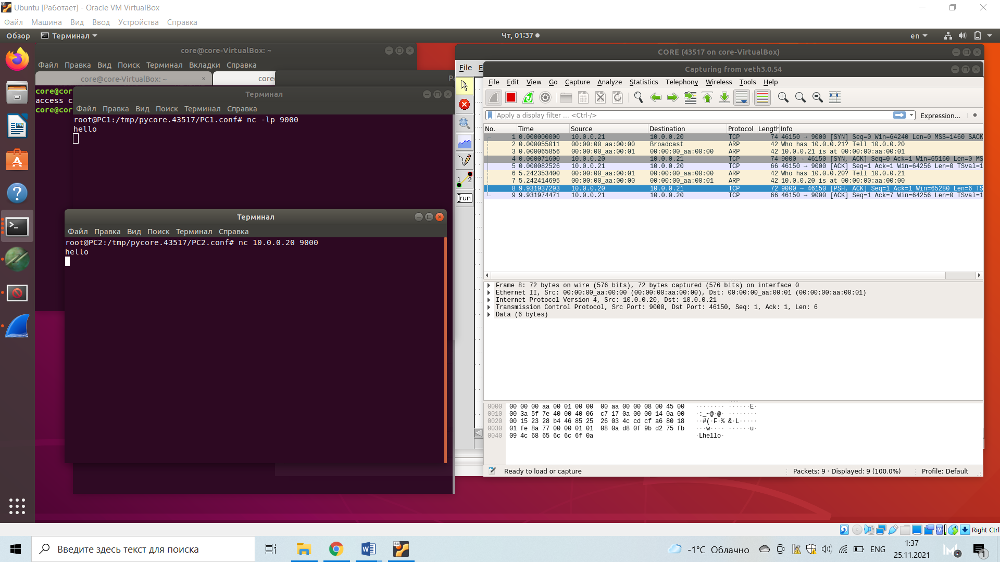 Ubuntu [Работает] - Oracle VM VirtualBox
Файл Машина Вид Ввод Устройства Справка
Обзор Терминал Чт, 01:37 en
core@core-VirtualBox: ~
Файл Правка Вид Поиск Терминал Вкладки Справка
core@core-VirtualBox: ~ × core
core@cor
access c
core@cor
Терминал
Файл Правка Вид Поиск Терминал Справка
root@PC1:/tmp/pycore.43517/PC1.conf# nc -lp 9000
hello
Терминал
Файл Правка Вид Поиск Терминал Справка
root@PC2:/tmp/pycore.43517/PC2.conf# nc 10.0.0.20 9000
hello
CORE (43517 on core-VirtualBox)
File E
1 2
run
Capturing from veth3.0.54
File Edit View Go Capture Analyze Statistics Telephony Wireless Tools Help
Apply a display filter ... <Ctrl-/> Expression... +
No. Time Source Destination Protocol Length Info
1 0.000000000 10.0.0.21 10.0.0.20 TCP 74 46150 → 9000 [SYN] Seq=0 Win=64240 Len=0 MSS=1460 SACK
2 0.000055011 00:00:00_aa:00:00 Broadcast ARP 42 Who has 10.0.0.21? Tell 10.0.0.20
3 0.000065856 00:00:00_aa:00:01 00:00:00_aa:00:00 ARP 42 10.0.0.21 is at 00:00:00:aa:00:01
4 0.000071600 10.0.0.20 10.0.0.21 TCP 74 9000 → 46150 [SYN, ACK] Seq=0 Ack=1 Win=65160 Len=0 MS
5 0.000082526 10.0.0.21 10.0.0.20 TCP 66 46150 → 9000 [ACK] Seq=1 Ack=1 Win=64256 Len=0 TSval=1
6 5.242353400 00:00:00_aa:00:01 00:00:00_aa:00:00 ARP 42 Who has 10.0.0.20? Tell 10.0.0.21
7 5.242414695 00:00:00_aa:00:00 00:00:00_aa:00:01 ARP 42 10.0.0.20 is at 00:00:00:aa:00:00
8 9.931937293 10.0.0.20 10.0.0.21 TCP 72 9000 → 46150 [PSH, ACK] Seq=1 Ack=1 Win=65280 Len=6 TS
9 9.931974471 10.0.0.21 10.0.0.20 TCP 66 46150 → 9000 [ACK] Seq=1 Ack=7 Win=64256 Len=0 TSval=1
Frame 8: 72 bytes on wire (576 bits), 72 bytes captured (576 bits) on interface 0
Ethernet II, Src: 00:00:00_aa:00:00 (00:00:00:aa:00:00), Dst: 00:00:00_aa:00:01 (00:00:00:aa:00:01)
Internet Protocol Version 4, Src: 10.0.0.20, Dst: 10.0.0.21
Transmission Control Protocol, Src Port: 9000, Dst Port: 46150, Seq: 1, Ack: 1, Len: 6
Data (6 bytes)
0000 00 00 00 aa 00 01 00 00 00 aa 00 00 08 00 45 00 ········ ······E·
0010 00 3a 5f 7e 40 00 40 06 c7 17 0a 00 00 14 0a 00 ·:_~@·@· ········
0020 00 15 23 28 b4 46 85 25 26 03 4c cd cf a6 80 18 ··#(·F·% &·L·····
0030 01 fe 8a 77 00 00 01 01 08 0a d8 0f 9b d2 75 fb ···w···· ······u·
0040 09 4c 68 65 6c 6c 6f 0a ·Lhello·
Ready to load or capture Packets: 9 · Displayed: 9 (100.0%) Profile: Default
Right Ctrl
Введите здесь текст для поиска
64
-1°C Облачно ENG
1:37
25.11.2021
3
1